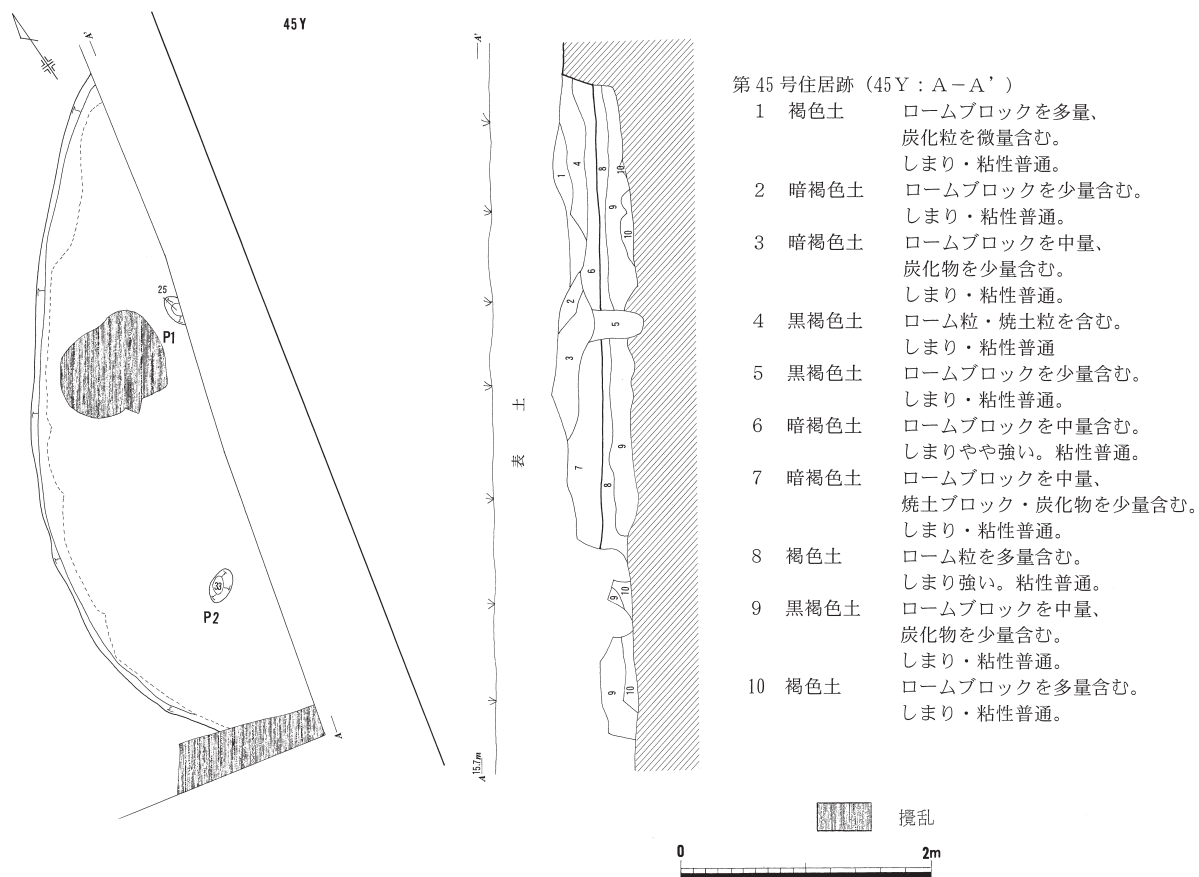 45Y
A'
25
P1
33
P2
A
A'
1
4
8
10
9
10
6
2
5
3
表土
9
7
8
9
10
9
10
A 15.7m
第45号住居跡（45Y：A－A’）
1 褐色土 ロームブロックを多量、
炭化粒を微量含む。
しまり・粘性普通。
2 暗褐色土 ロームブロックを少量含む。
しまり・粘性普通。
3 暗褐色土 ロームブロックを中量、
炭化物を少量含む。
しまり・粘性普通。
4 黒褐色土 ローム粒・焼土粒を含む。
しまり・粘性普通
5 黒褐色土 ロームブロックを少量含む。
しまり・粘性普通。
6 暗褐色土 ロームブロックを中量含む。
しまりやや強い。粘性普通。
7 暗褐色土 ロームブロックを中量、
焼土ブロック・炭化物を少量含む。
しまり・粘性普通。
8 褐色土 ローム粒を多量含む。
しまり強い。粘性普通。
9 黒褐色土 ロームブロックを中量、
炭化物を少量含む。
しまり・粘性普通。
10 褐色土 ロームブロックを多量含む。
しまり・粘性普通。
攪乱
0 2m